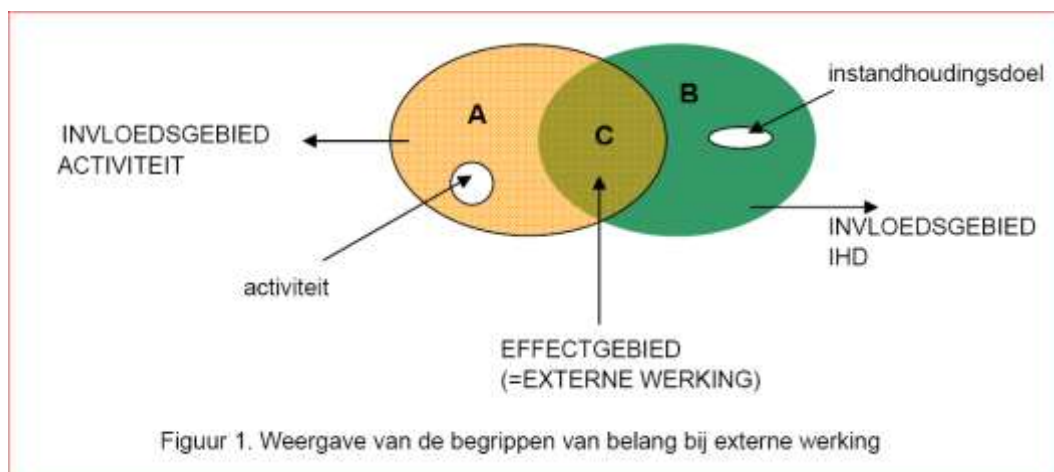 instandhoudingsdoel
A
B
C
INVLOEDSGEBIED
ACTIVITEIT
INVLOEDSGEBIED
IHD
activiteit
EFFECTGEBIED
(=EXTERNE WERKING)
Figuur 1. Weergave van de begrippen van belang bij externe werking